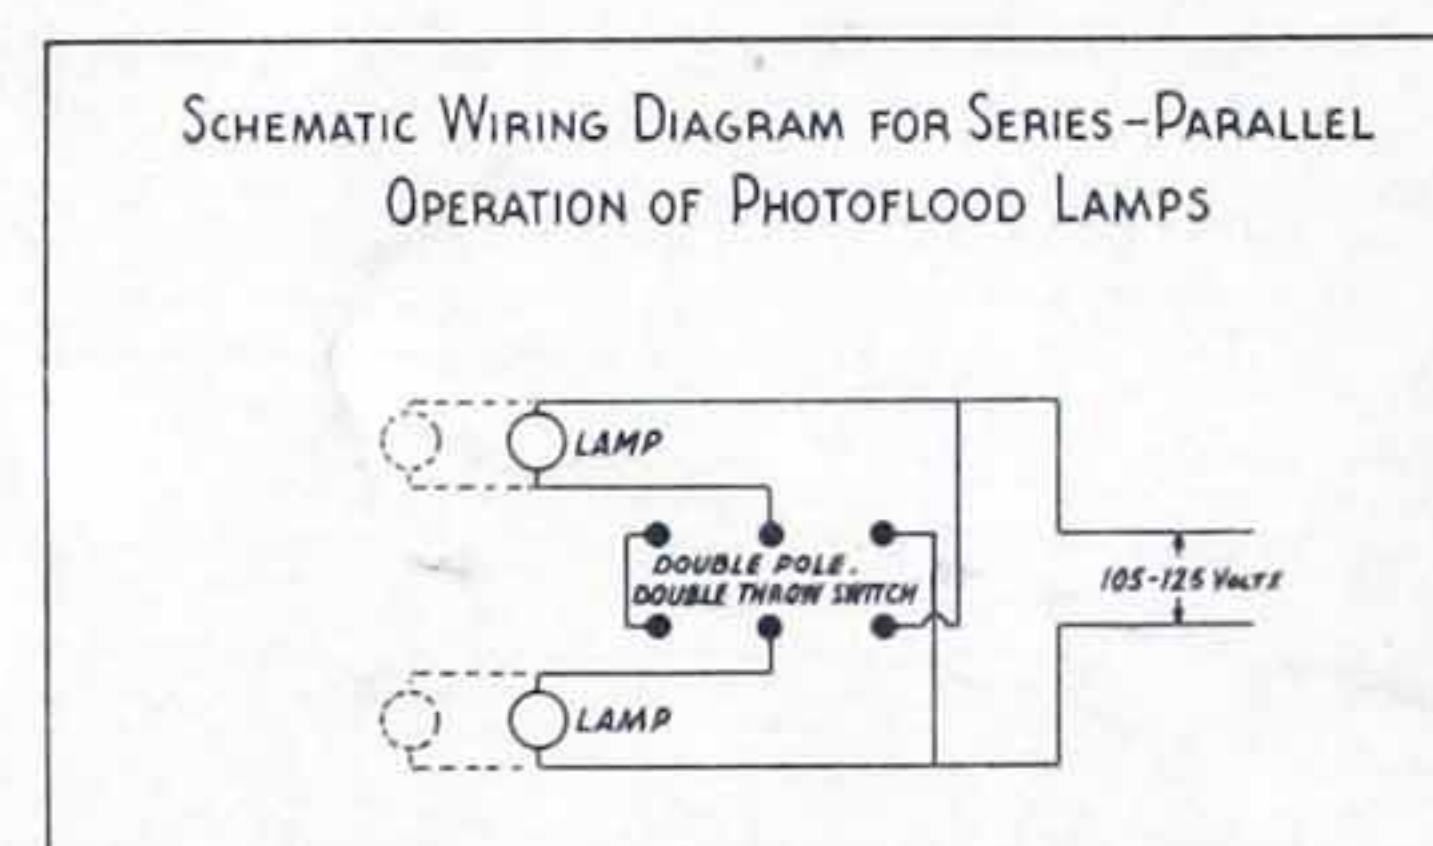 SCHEMATIC WIRING DIAGRAM FOR SERIES-PARALLEL
OPERATION OF PHOTOFLOOD LAMPS
LAMP
DOUBLE POLE.
DOUBLE THROW SWITCH
105-125 VOLTS
LAMP